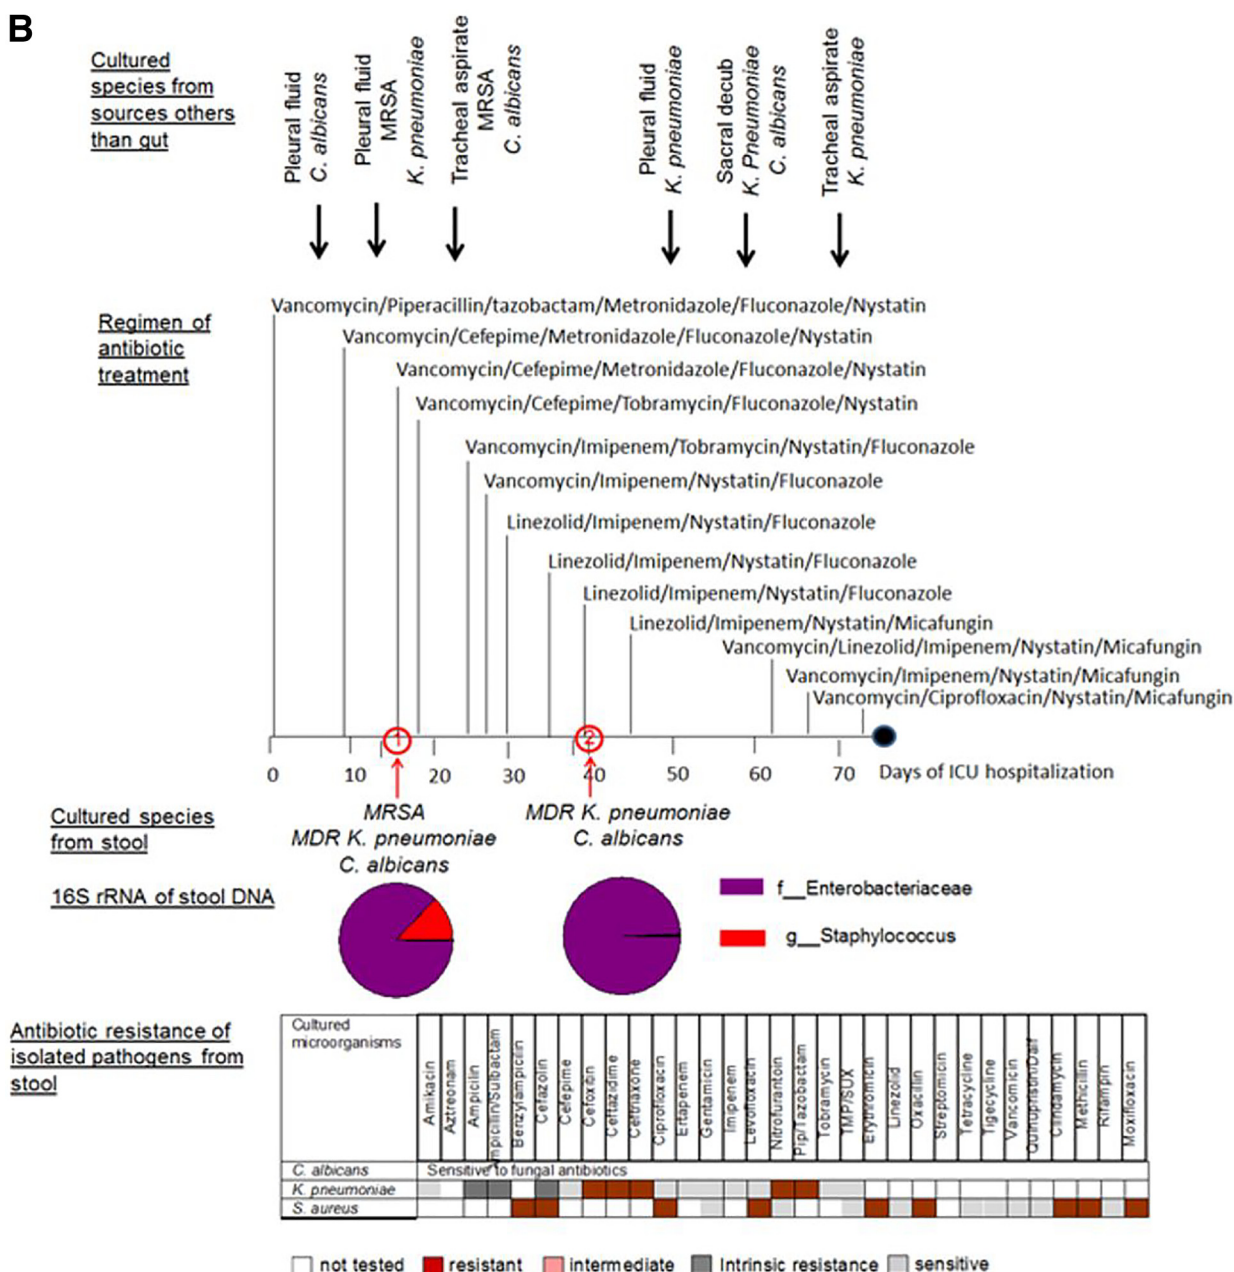 B
Cultured
species from
sources others
than gut
Pleural fluid
C. albicans
Pleural fluid
MRSA
K. pneumoniae
Tracheal aspirate
MRSA
C. albicans
Pleural fluid
K. pneumoniae
Sacral decub
K. Pneumoniae
C. albicans
Tracheal aspirate
K. pneumoniae
Regimen of
antibiotic
treatment
Vancomycin/Piperacillin/tazobactam/Metronidazole/Fluconazole/Nystatin
Vancomycin/Cefepime/Metronidazole/Fluconazole/Nystatin
Vancomycin/Cefepime/Metronidazole/Fluconazole/Nystatin
Vancomycin/Cefepime/Tobramycin/Fluconazole/Nystatin
Vancomycin/Imipenem/Tobramycin/Nystatin/Fluconazole
Vancomycin/Imipenem/Nystatin/Fluconazole
Linezolid/Imipenem/Nystatin/Fluconazole
Linezolid/Imipenem/Nystatin/Fluconazole
Linezolid/Imipenem/Nystatin/Fluconazole
Linezolid/Imipenem/Nystatin/Micafungin
Vancomycin/Linezolid/Imipenem/Nystatin/Micafungin
Vancomycin/Imipenem/Nystatin/Micafungin
Vancomycin/Ciprofloxacin/Nystatin/Micafungin
1 2
0 10 20 30 40 50 60 70 Days of ICU hospitalization
Cultured species
from stool
MRSA
MDR K. pneumoniae
C. albicans
MDR K. pneumoniae
C. albicans
16S rRNA of stool DNA
f__Enterobacteriaceae
g__Staphylococcus
Antibiotic resistance of
isolated pathogens from
stool
Cultured
microorganisms
Amikacin
Aztreonam
Ampicilin
mpicillin/Sulbactam
Benzylampicilin
Cefazolin
Cefepime
Cefoxitin
Ceftazidime
Ceftriaxone
Ciprofloxacin
Ertapenem
Gentamicin
Imipenem
Levofloxacin
Nitrofurantoin
Pip/Tazobactam
Tobramycin
TMP/SUX
Erythromicin
Linezolid
Oxacillin
Streptomicin
Tetracycline
Tigecycline
Vancomicin
Clindamycin
Methicillin
Rifampin
Moxifloxacin
C. albicans Sensitive to fungal antibiotics
K. pneumoniae
S. aureus
not tested resistant intermediate Intrinsic resistance sensitive